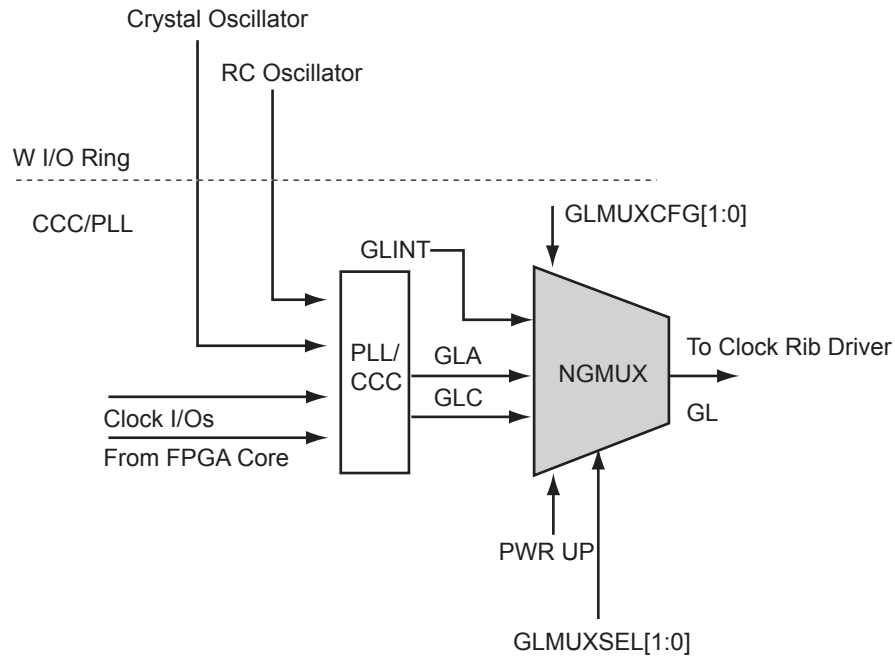 Crystal Oscillator
RC Oscillator
W I/O Ring
CCC/PLL
GLMUXCFG[1:0]
GLINT
PLL/
CCC
GLA
GLC
NGMUX
To Clock Rib Driver
GL
Clock I/Os
From FPGA Core
PWR UP
GLMUXSEL[1:0]